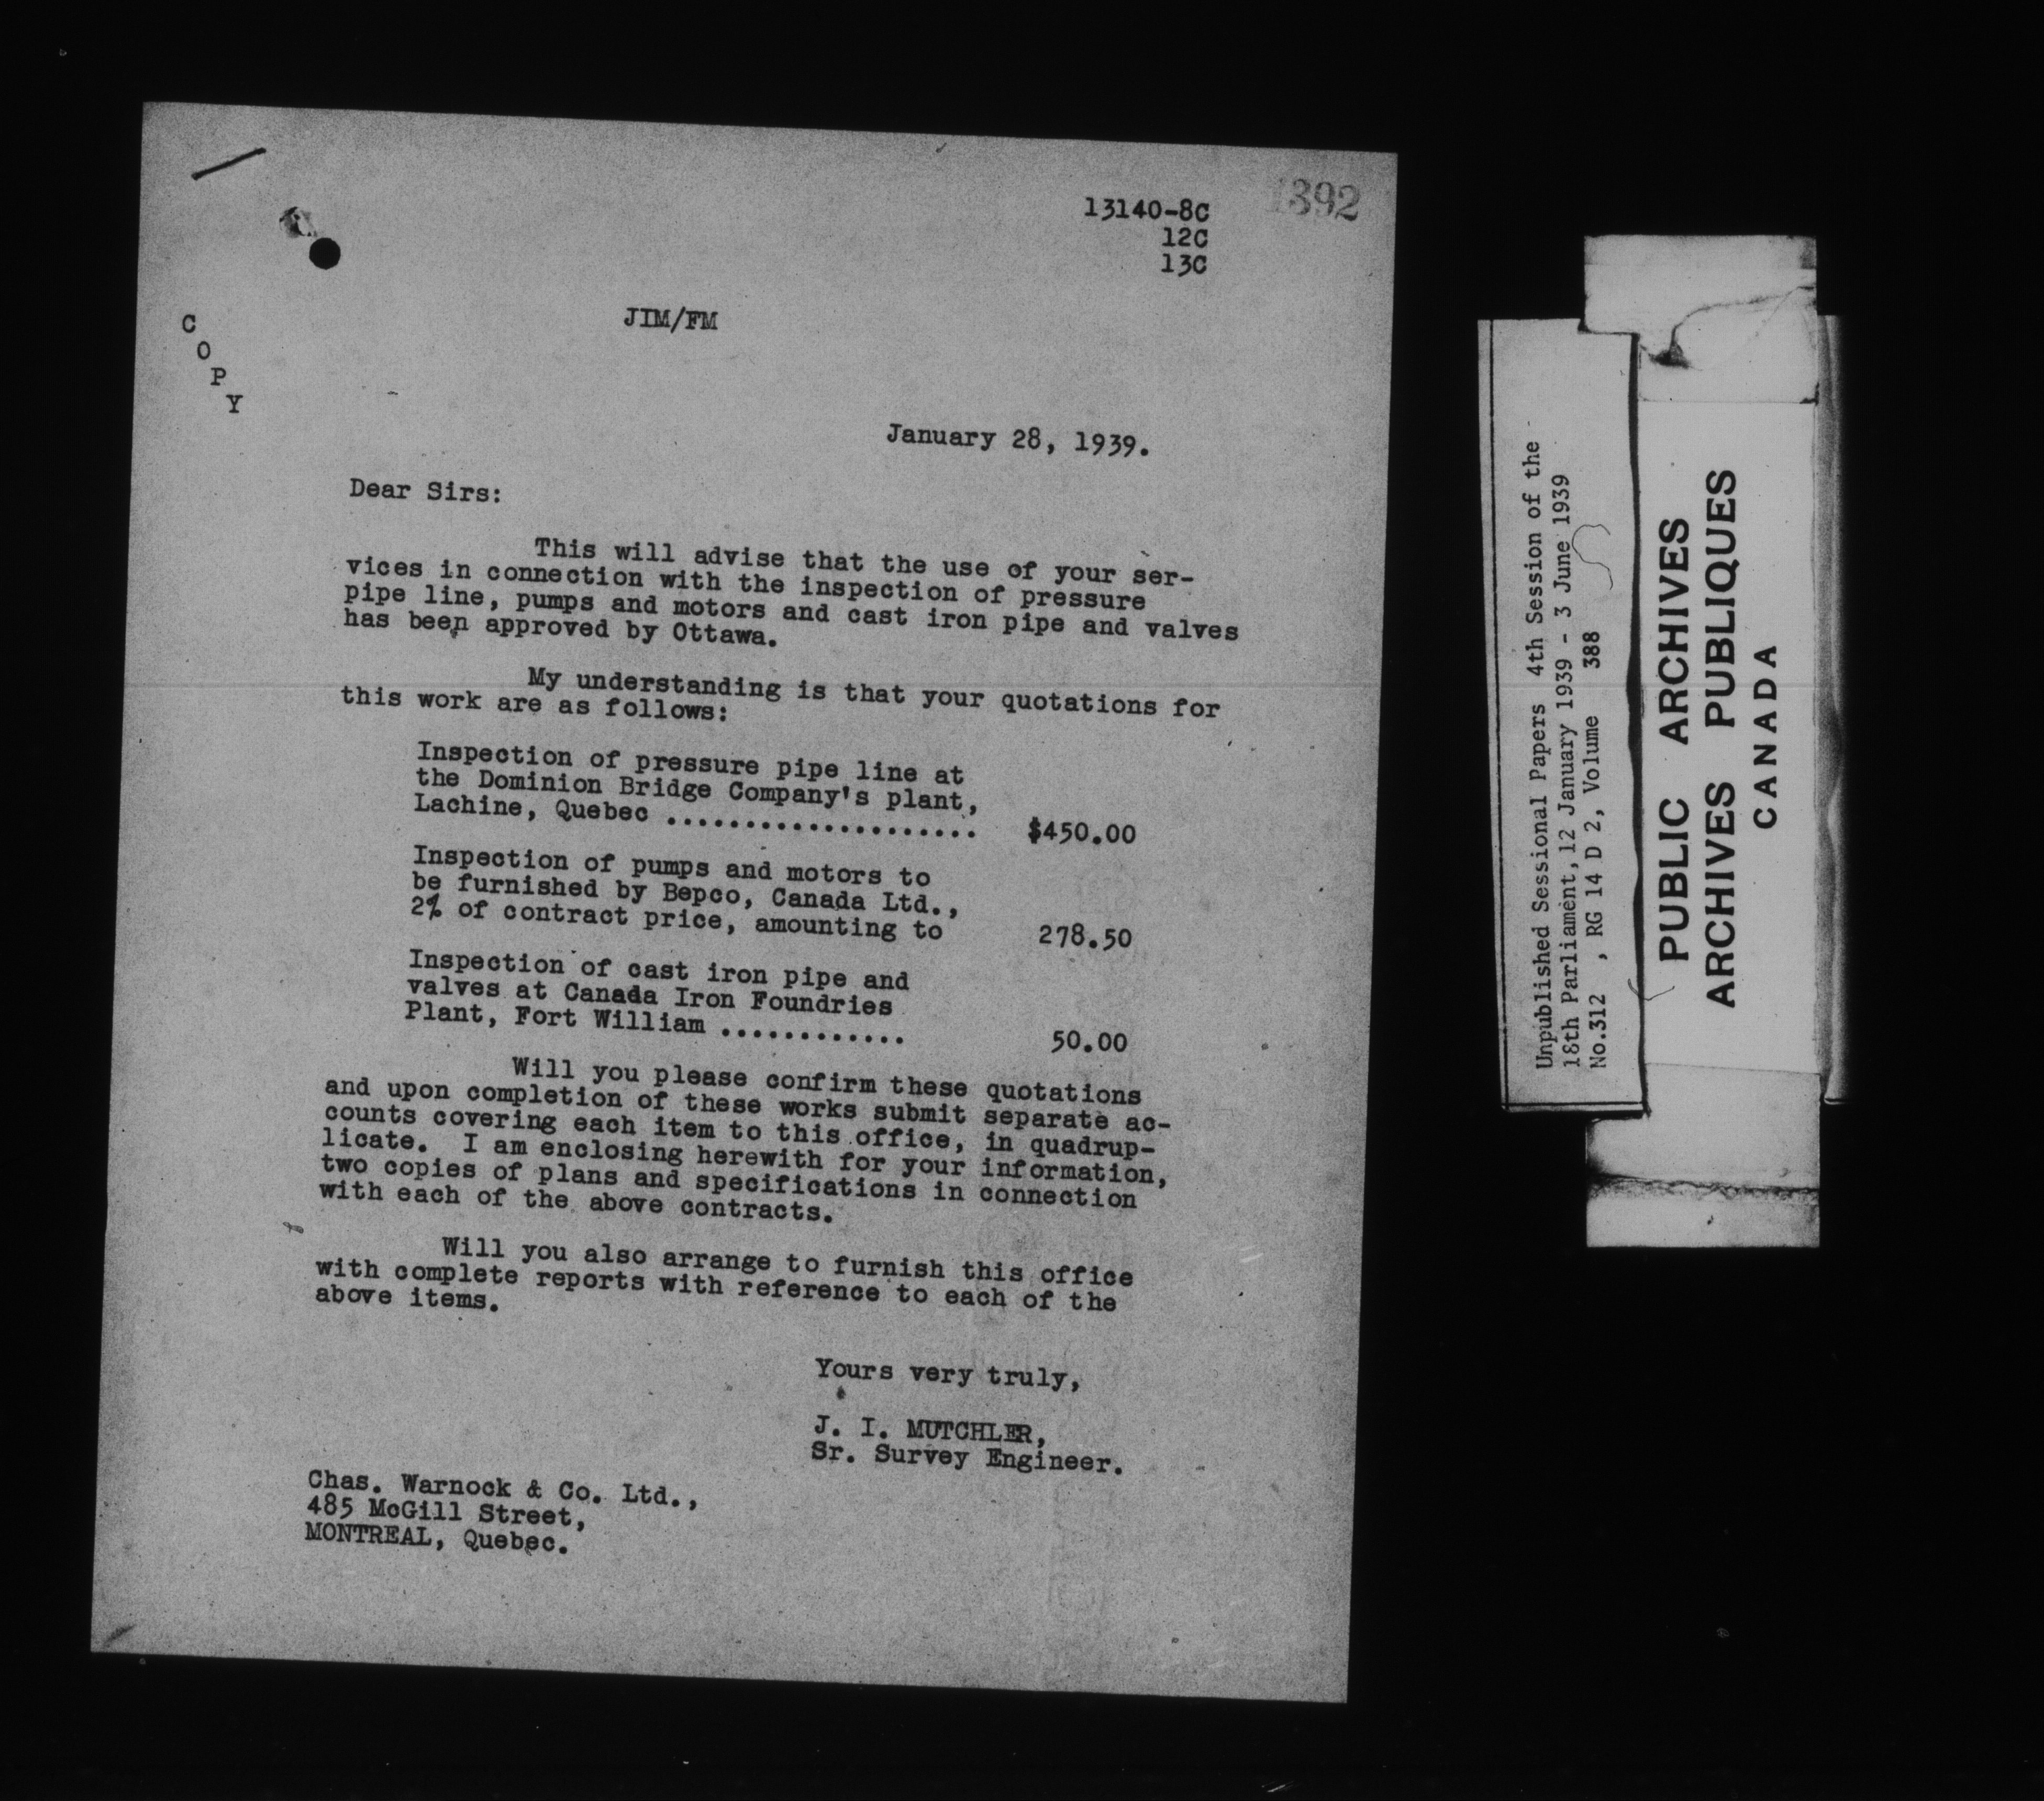 1392
13140-8C
12C
13C
JIM/FM
C
O
P
Y
January 28, 1939.
Dear Sirs:
This will advise that the use of your ser-
vices in connection with the inspection of pressure
pipe line, pumps and motors and cast iron pipe and valves
has been approved by Ottawa.
My understanding is that your quotations for
this work are as follows:
Inspection of pressure pipe line at
the Dominion Bridge Company's plant,
Lachine, Quebec .................... $450.00
Inspection of pumps and motors to
be furnished by Bepco, Canada Ltd.,
2% of contract price, amounting to 278.50
Inspection of cast iron pipe and
valves at Canada Iron Foundries
Plant, Fort William ............ 50.00
Will you please confirm these quotations
and upon completion of these works submit separate ac-
counts covering each item to this office, in quadrup-
licate. I am enclosing herewith for your information,
two copies of plans and specifications in connection
with each of the above contracts.
Will you also arrange to furnish this office
with complete reports with reference to each of the
above items.
Yours very truly,
J. I. MUTCHLER,
Sr. Survey Engineer.
Chas. Warnock & Co. Ltd.,
485 McGill Street,
MONTREAL, Quebec.
Unpublished Sessional Papers 4th Session of the
18th Parliament, 12 January 1939 - 3 June 1939
No.312 , RG 14 D 2, Volume 388
PUBLIC ARCHIVES
ARCHIVES PUBLIQUES
CANADA